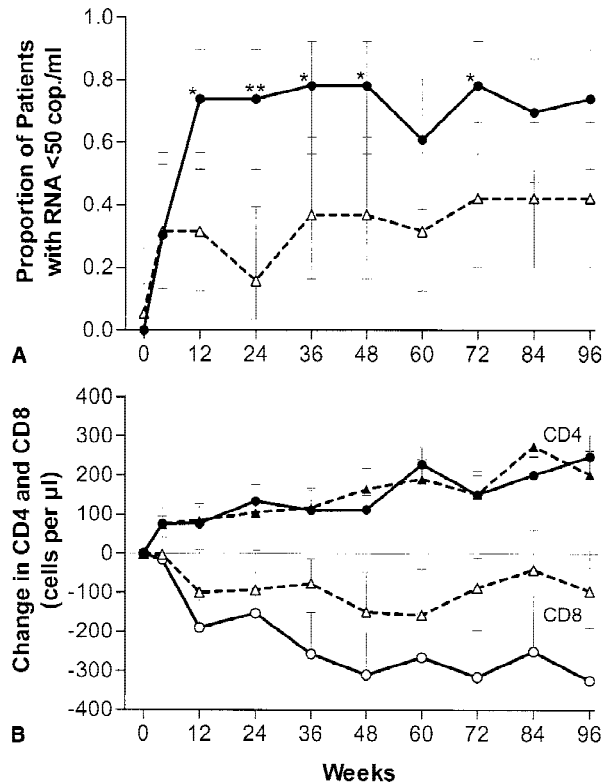 Proportion of Patients
with RNA <50 cop./ml
1.0
0.8
0.6
0.4
0.2
0.0
* ** * * *
0 12 24 36 48 60 72 84 96
A
Change in CD4 and CD8
(cells per µl)
400
300
200
100
0
-100
-200
-300
-400
CD4
CD8
0 12 24 36 48 60 72 84 96
B
Weeks